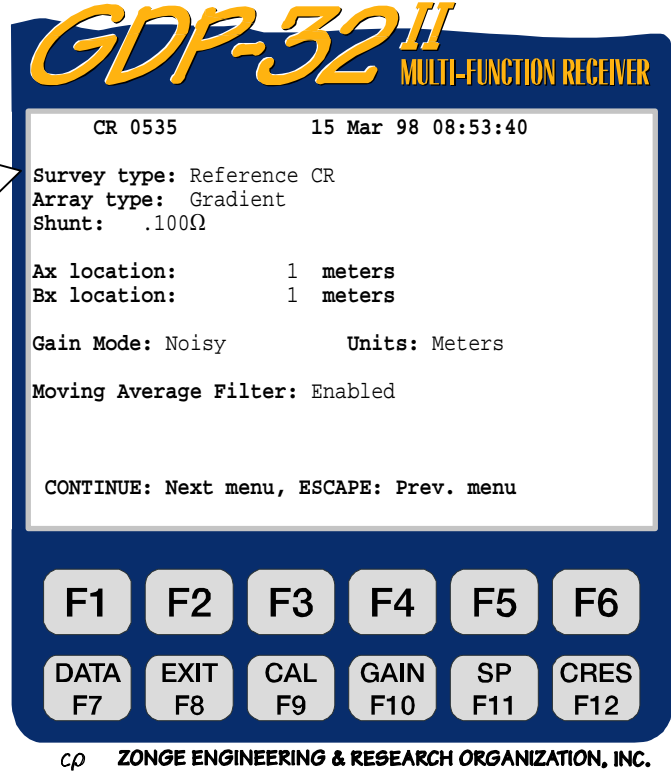 GDP-32 II
MULTI-FUNCTION RECEIVER
CR 0535 15 Mar 98 08:53:40
Survey type: Reference CR
Array type: Gradient
Shunt: .100Ω
Ax location: 1 meters
Bx location: 1 meters
Gain Mode: Noisy Units: Meters
Moving Average Filter: Enabled
CONTINUE: Next menu, ESCAPE: Prev. menu
F1 F2 F3 F4 F5 F6
DATA EXIT CAL GAIN SP CRES
F7 F8 F9 F10 F11 F12
cρ ZONGE ENGINEERING & RESEARCH ORGANIZATION, INC.